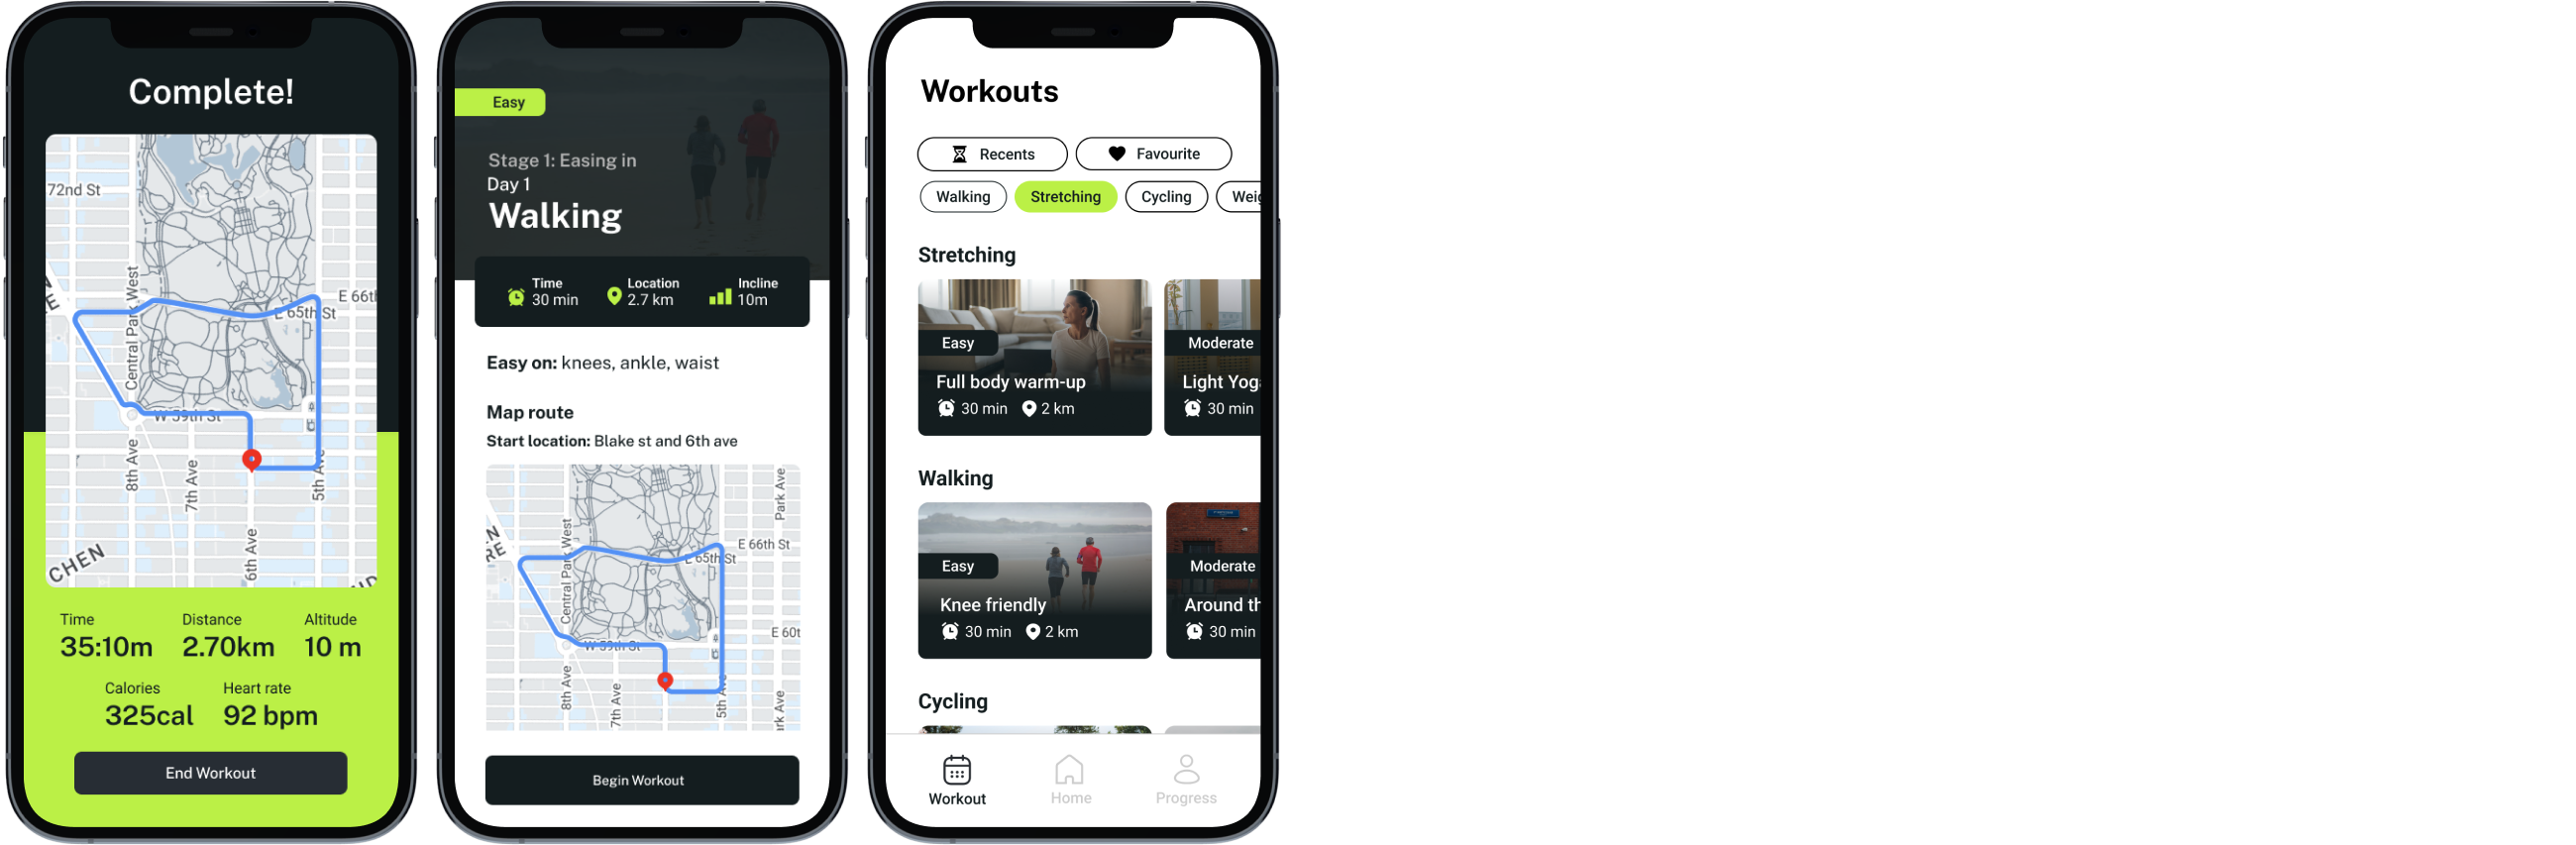 Complete!
72nd St
Central Park West
E 66th
E 65th St
W 59th St
8th Ave
7th Ave
6th Ave
5th Ave
CHEN
Time
Distance
Altitude
35:10m
2.70km
10 m
Calories
Heart rate
325cal
92 bpm
End Workout
Easy
Stage 1: Easing in
Day 1
Walking
Time
30 min
Location
2.7 km
Incline
10m
Easy on: knees, ankle, waist
Map route
Start location: Blake st and 6th ave
Park Ave
Central Park West
E 66th St
E 65th St
E 60t
W 59th St
8th Ave
7th Ave
5th Ave
rk Ave
Begin Workout
Workouts
Recents
Favourite
Walking
Stretching
Cycling
Weig
Stretching
Easy
Full body warm-up
30 min
2 km
Moderate
Light Yog
30 min
Walking
Easy
Knee friendly
30 min
2 km
Moderate
Around th
30 min
Cycling
Workout
Home
Progress